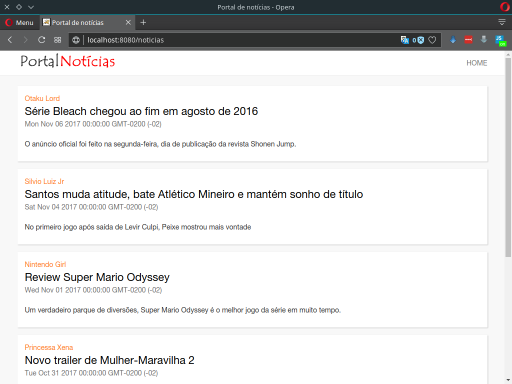 Portal de notícias - Opera
Menu
Portal de notícias
localhost:8080/noticias
0
PortalNotícias
HOME
Otaku Lord
Série Bleach chegou ao fim em agosto de 2016
Mon Nov 06 2017 00:00:00 GMT-0200 (-02)
O anúncio oficial foi feito na segunda-feira, dia de publicação da revista Shonen Jump.
Silvio Luiz Jr
Santos muda atitude, bate Atlético Mineiro e mantém sonho de título
Sat Nov 04 2017 00:00:00 GMT-0200 (-02)
No primeiro jogo após saída de Levir Culpi, Peixe mostrou mais vontade
Nintendo Girl
Review Super Mario Odyssey
Wed Nov 01 2017 00:00:00 GMT-0200 (-02)
Um verdadeiro parque de diversões, Super Mario Odyssey é o melhor jogo da série em muito tempo.
Princessa Xena
Novo trailer de Mulher-Maravilha 2
Tue Oct 31 2017 00:00:00 GMT-0200 (-02)